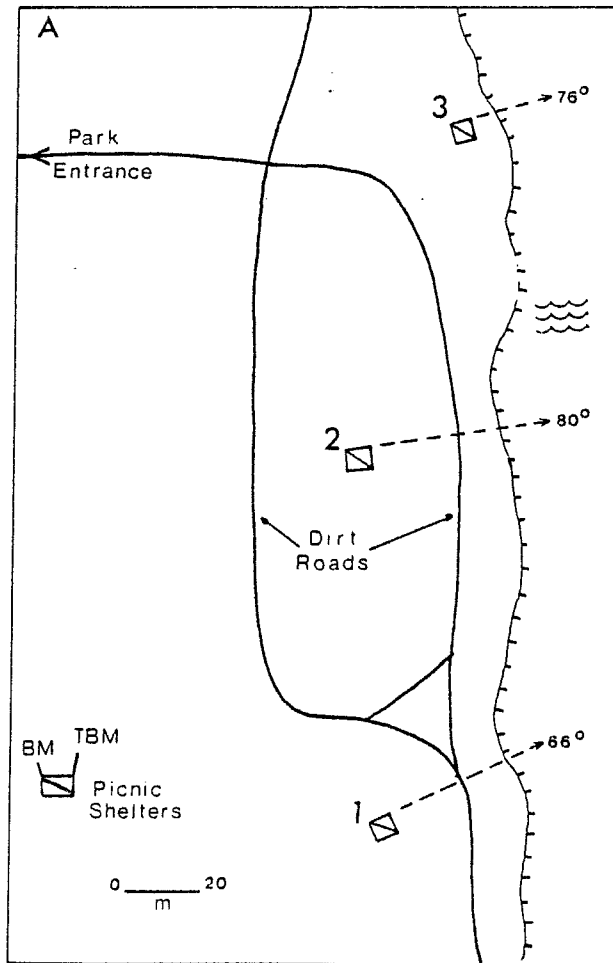 A
3
76°
Park
Entrance
2
80°
Dirt
Roads
BM TBM
66°
Picnic
Shelters
1
0 20
m